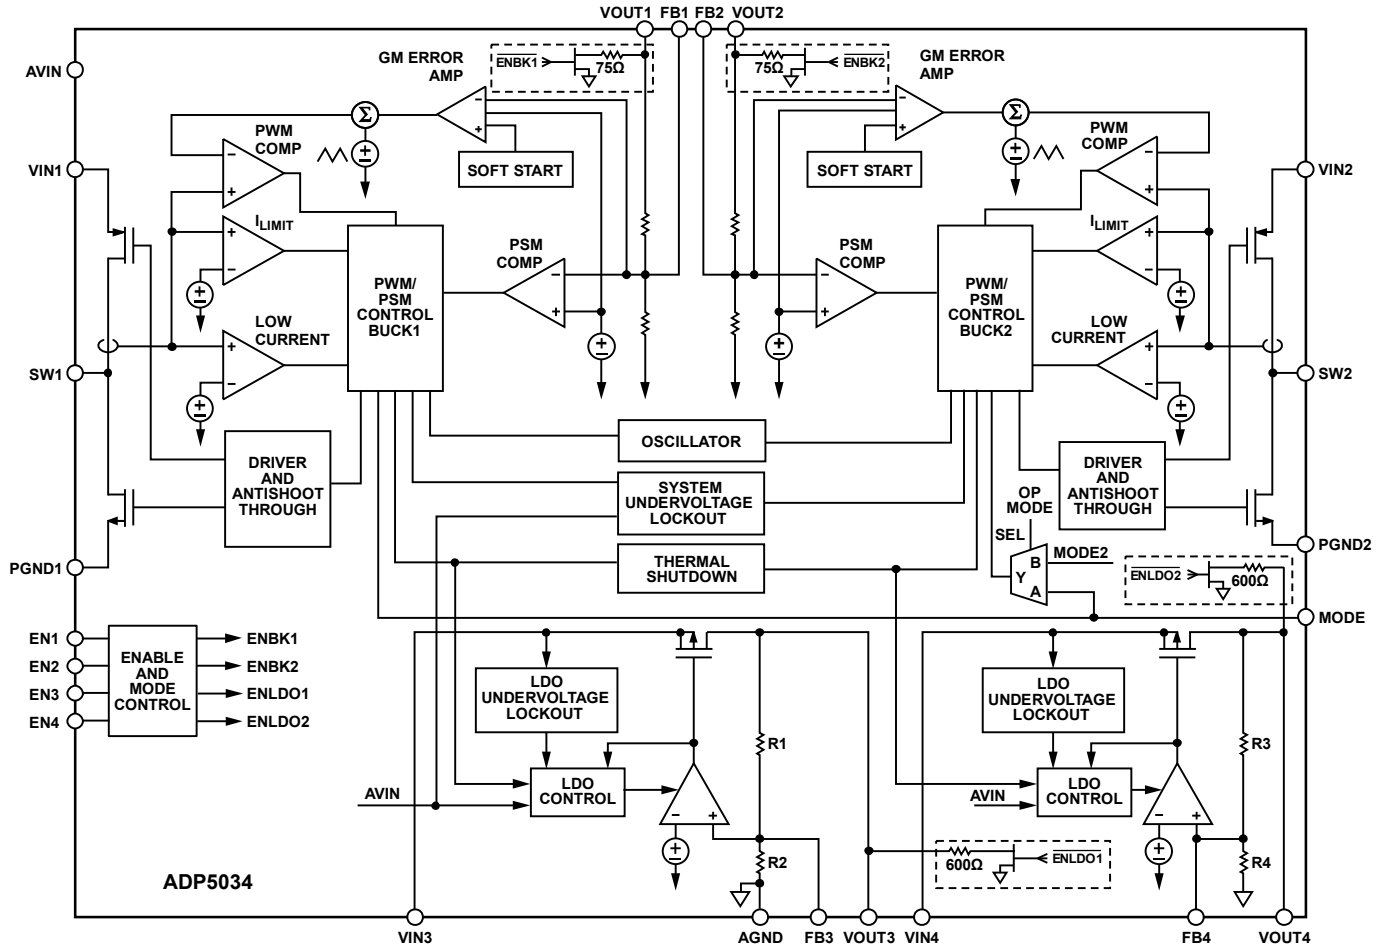 VOUT1 FB1 FB2 VOUT2
AVIN
GM ERROR
AMP
ENBK1
75Ω
75Ω
ENBK2
GM ERROR
AMP
PWM
COMP
Σ
SOFT START
SOFT START
Σ
PWM
COMP
VIN1
VIN2
ILIMIT
ILIMIT
PWM/
PSM
CONTROL
BUCK1
PSM
COMP
PSM
COMP
PWM/
PSM
CONTROL
BUCK2
LOW
CURRENT
LOW
CURRENT
SW1
SW2
OSCILLATOR
DRIVER
AND
ANTISHOOT
THROUGH
SYSTEM
UNDERVOLTAGE
LOCKOUT
DRIVER
AND
ANTISHOOT
THROUGH
OP
MODE
SEL
THERMAL
SHUTDOWN
B
Y
A
MODE2
ENLDO2
600Ω
PGND1
PGND2
MODE
EN1
EN2
EN3
EN4
ENABLE
AND
MODE
CONTROL
ENBK1
ENBK2
ENLDO1
ENLDO2
LDO
UNDERVOLTAGE
LOCKOUT
LDO
UNDERVOLTAGE
LOCKOUT
R1
R3
AVIN
LDO
CONTROL
AVIN
LDO
CONTROL
R2
600Ω
ENLDO1
R4
ADP5034
VIN3 AGND FB3 VOUT3 VIN4 FB4 VOUT4